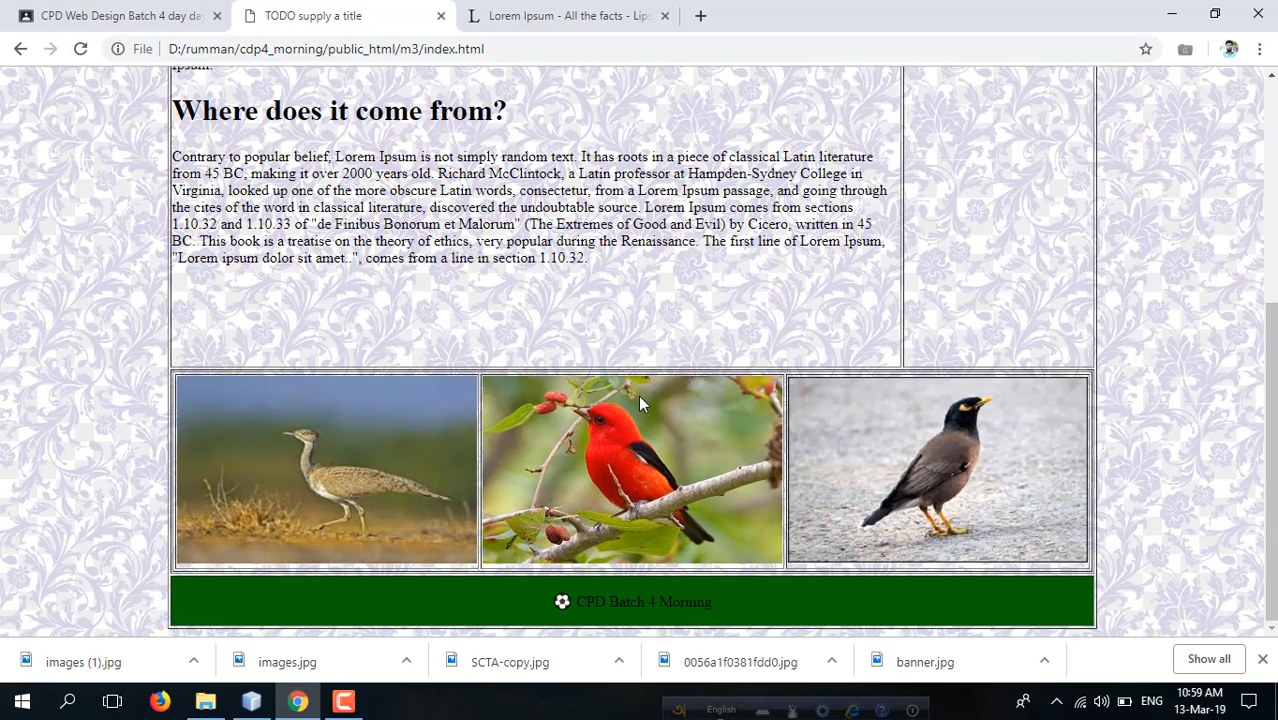 CPD Web Design Batch 4 day day
TODO supply a title
Lorem Ipsum - All the facts - Lips
File
D:/rumman/cdp4_morning/public_html/m3/index.html
Ipsum.
Where does it come from?
Contrary to popular belief, Lorem Ipsum is not simply random text. It has roots in a piece of classical Latin literature
from 45 BC, making it over 2000 years old. Richard McClintock, a Latin professor at Hampden-Sydney College in
Virginia, looked up one of the more obscure Latin words, consectetur, from a Lorem Ipsum passage, and going through
the cites of the word in classical literature, discovered the undoubtable source. Lorem Ipsum comes from sections
1.10.32 and 1.10.33 of "de Finibus Bonorum et Malorum" (The Extremes of Good and Evil) by Cicero, written in 45
BC. This book is a treatise on the theory of ethics, very popular during the Renaissance. The first line of Lorem Ipsum,
"Lorem ipsum dolor sit amet..", comes from a line in section 1.10.32.
CPD Batch 4 Morning
images (1).jpg
images.jpg
SCTA-copy.jpg
0056a1f0381fdd0.jpg
banner.jpg
Show all
English
ENG
10:59 AM
13-Mar-19